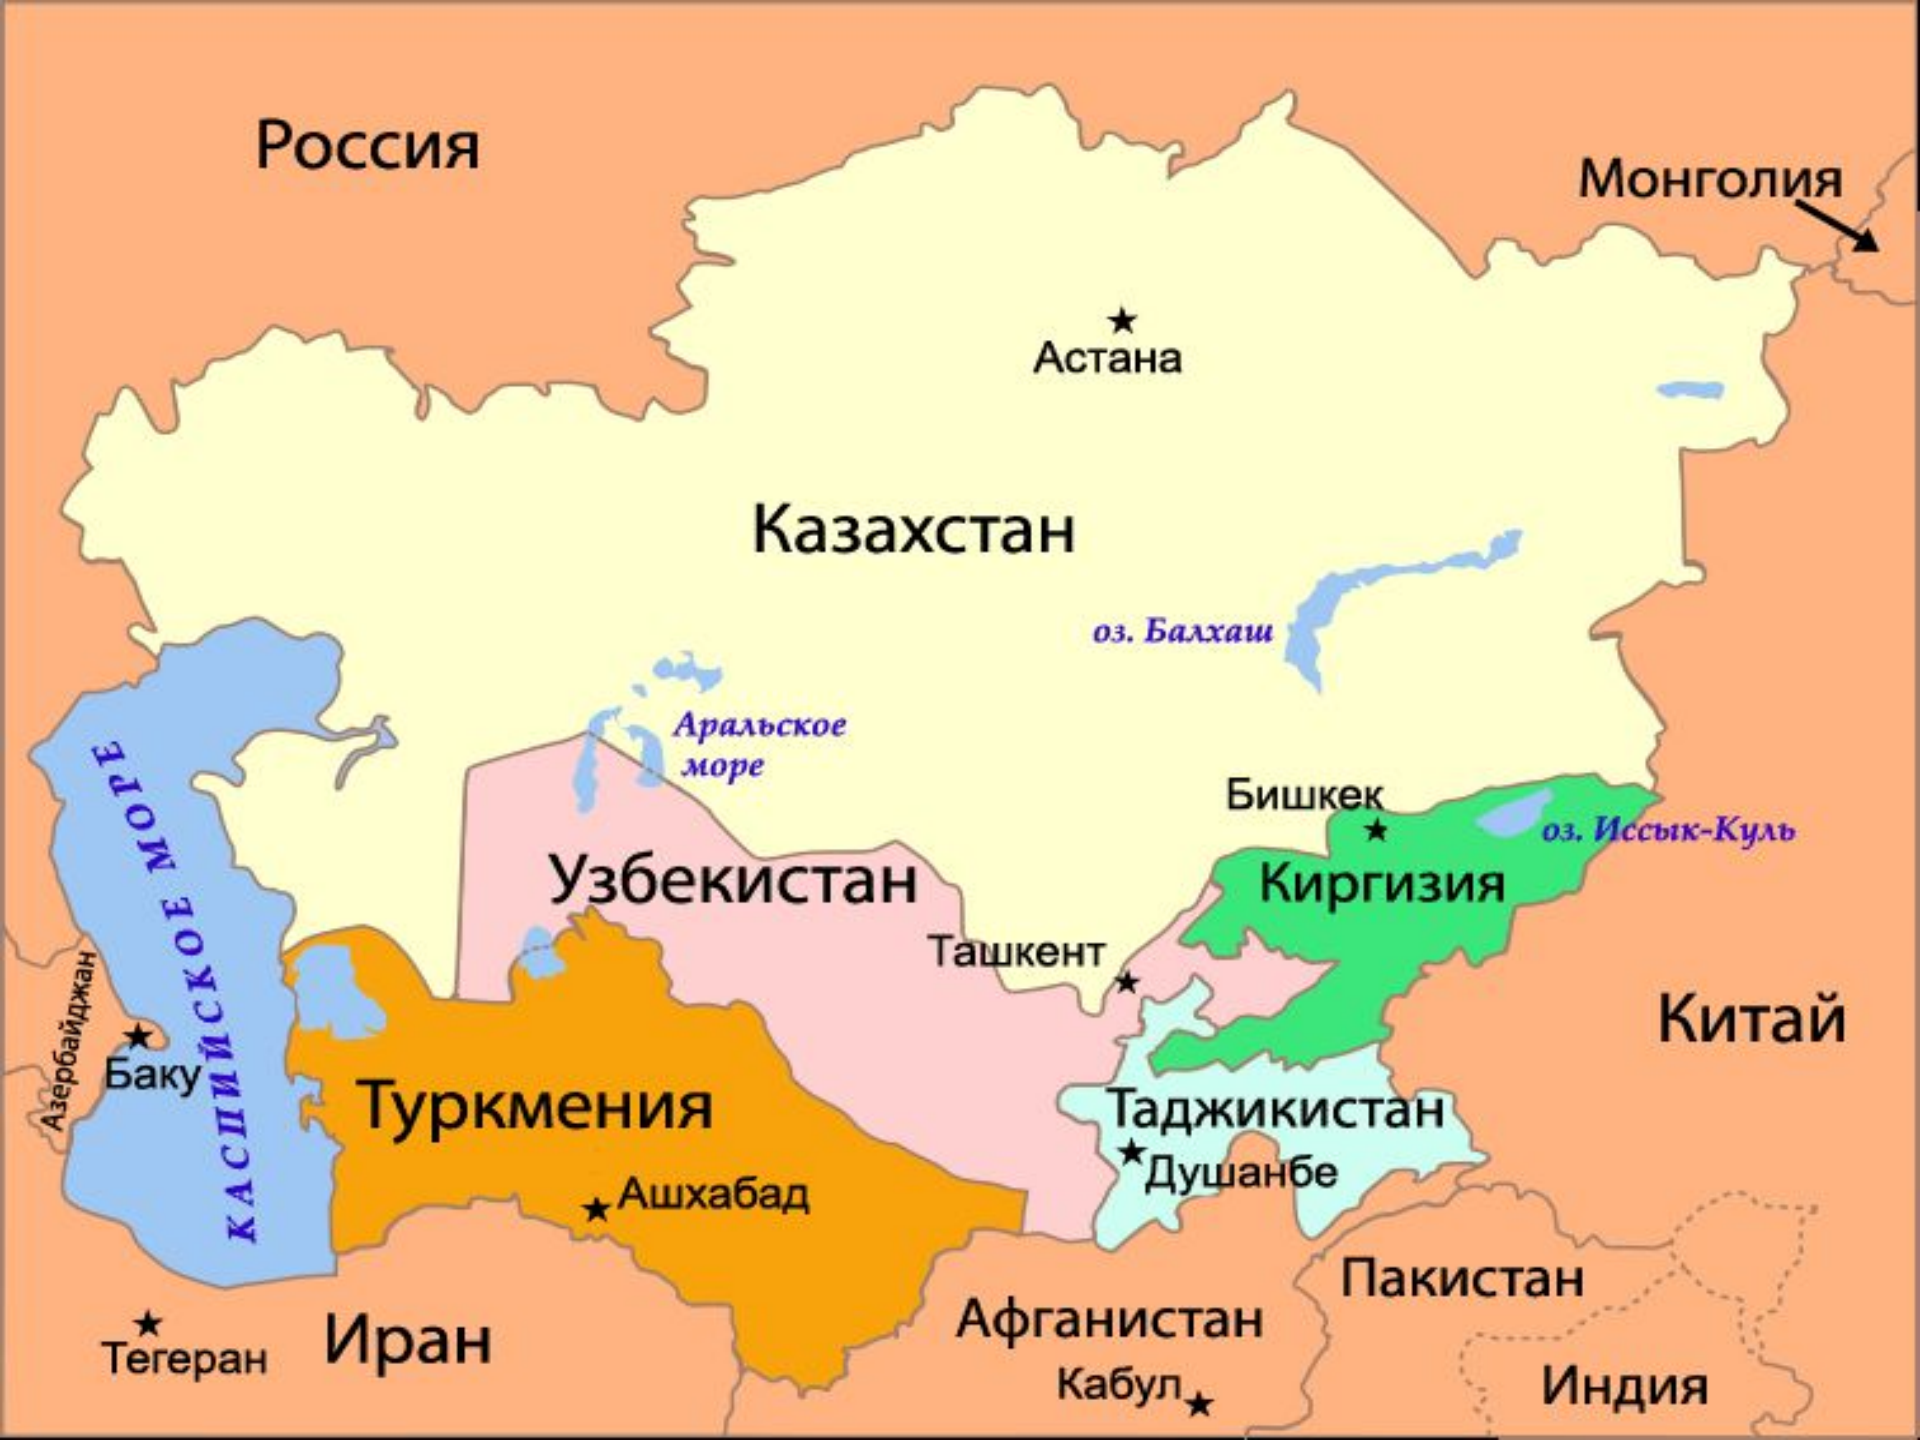 Россия
Монголия
Астана
Казахстан
оз. Балхаш
Аральское
море
Бишкек
оз. Иссык-Куль
Киргизия
Узбекистан
Ташкент
КАСПИЙСКОЕ МОРЕ
Азербайджан
Баку
Китай
Туркмения
Таджикистан
Душанбе
Ашхабад
Пакистан
Афганистан
Иран
Тегеран
Кабул
Индия